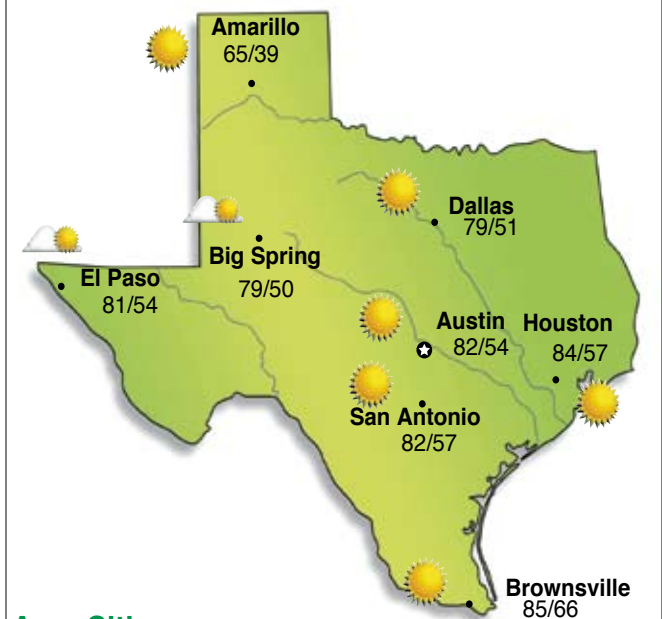 Amarillo
65/39
Dallas
79/51
Big Spring
79/50
El Paso
81/54
Austin
82/54
Houston
84/57
San Antonio
82/57
Brownsville
85/66